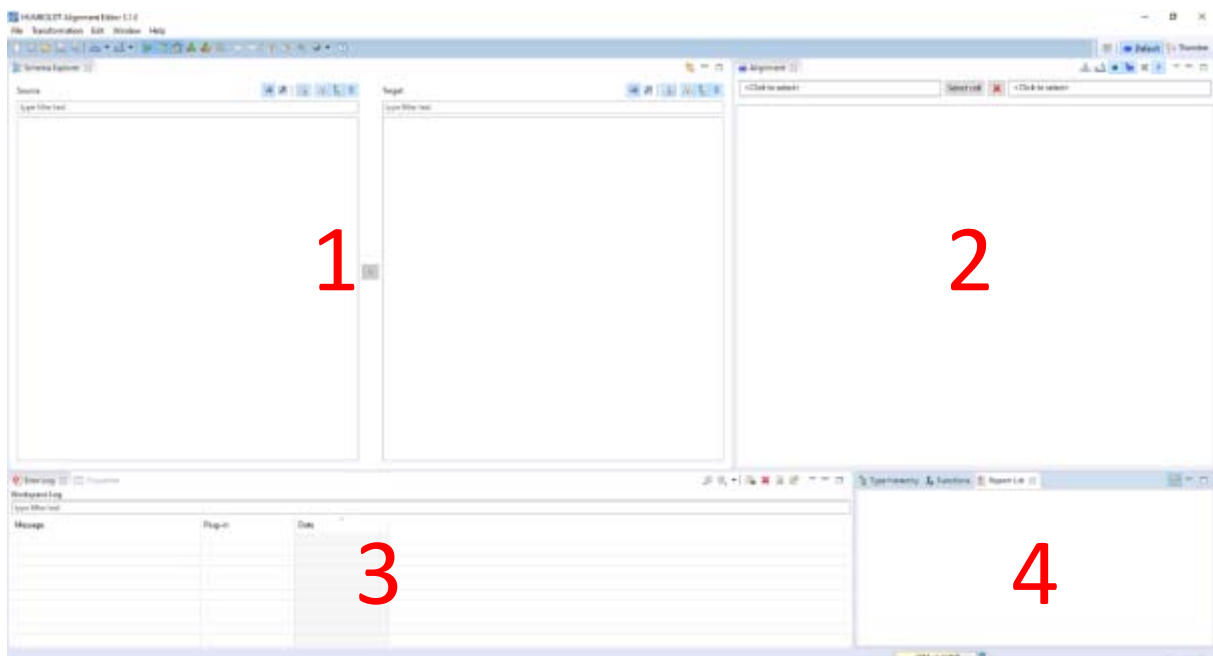 HUMBOLDT Alignment Editor
File Transformation Edit Window Help
Default
Schema Explorer
Alignment
Source
Target
<Click to select>
Select cell
<Click to select>
type filter text
type filter text
1
2
Error Log
Properties
Type hierarchy
Functions
Report List
Workspace Log
type filter text
Message
Plug-in
Date
3
4